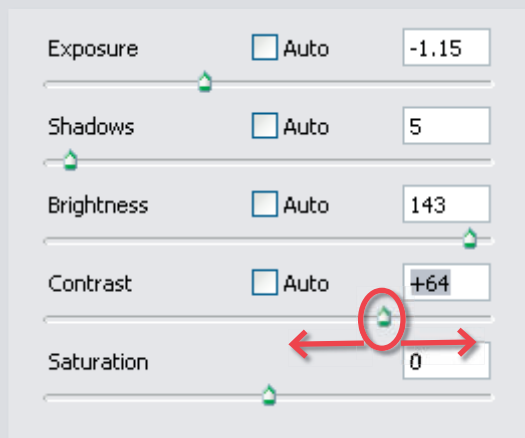 Exposure Auto -1.15
Shadows Auto 5
Brightness Auto 143
Contrast Auto +64
Saturation 0